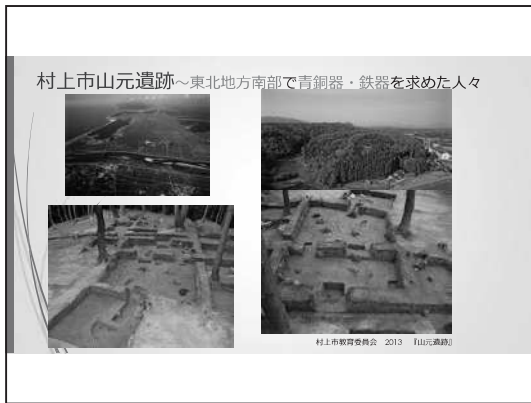 村上市山元遺跡～東北地方南部で青銅器・鉄器を求めた人々
村上市教育委員会　2013　『山元遺跡』